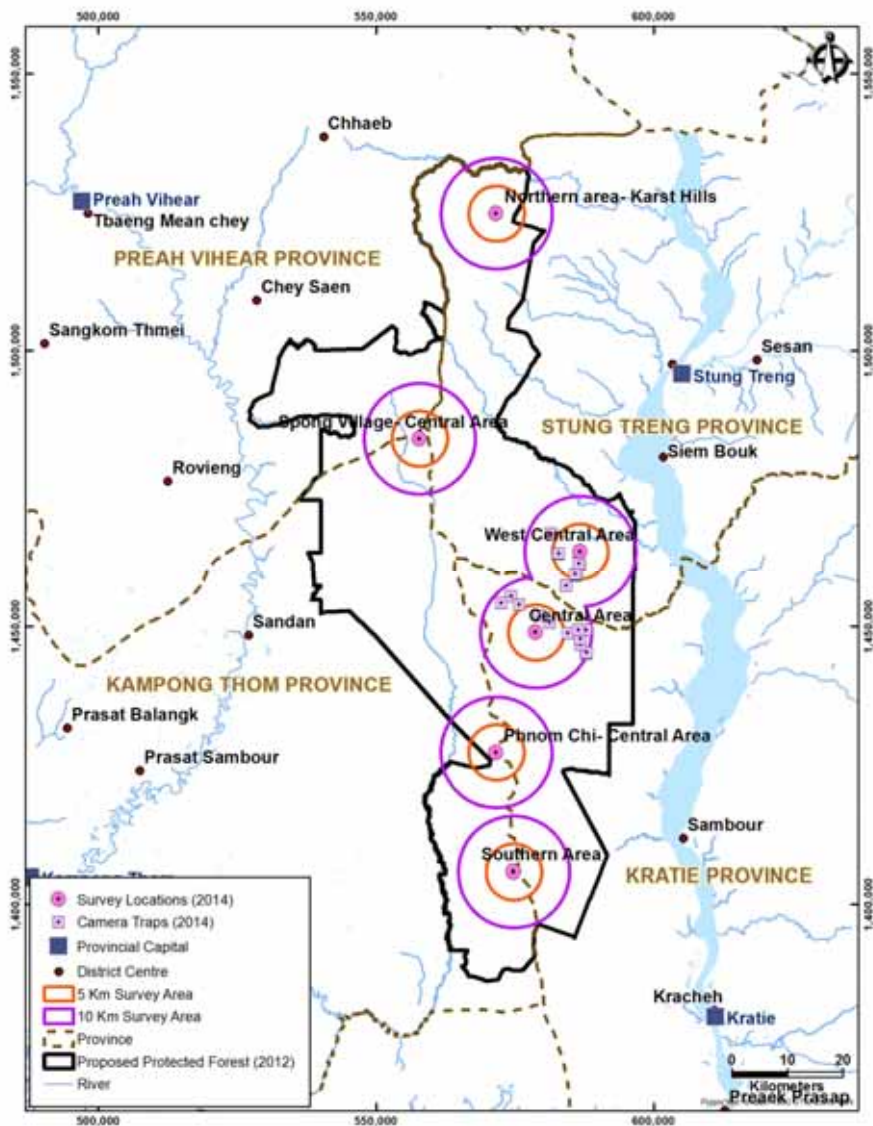 500,000
550,000
600,000
1,550,000
1,550,000
Chhaeb
Preah Vihear
Tbaeng Mean chey
Northern area- Karst Hills
PREAH VIHEAR PROVINCE
Chey Saen
Sangkom Thmei
1,500,000
1,500,000
Sesan
Stung Treng
Spong Village- Central Area
STUNG TRENG PROVINCE
Siem Bouk
Rovieng
West Central Area
Central Area
1,450,000
1,450,000
Sandan
KAMPONG THOM PROVINCE
Prasat Balangk
Phnom Chi- Central Area
Prasat Sambour
Sambour
Southern Area
KRATIE PROVINCE
1,400,000
1,400,000
Survey Locations (2014)
Camera Traps (2014)
Provincial Capital
District Centre
5 Km Survey Area
10 Km Survey Area
Province
Proposed Protected Forest (2012)
River
Kracheh
Kratie
0 10 20
Kilometers
Preaek Prasap
500,000
550,000
600,000